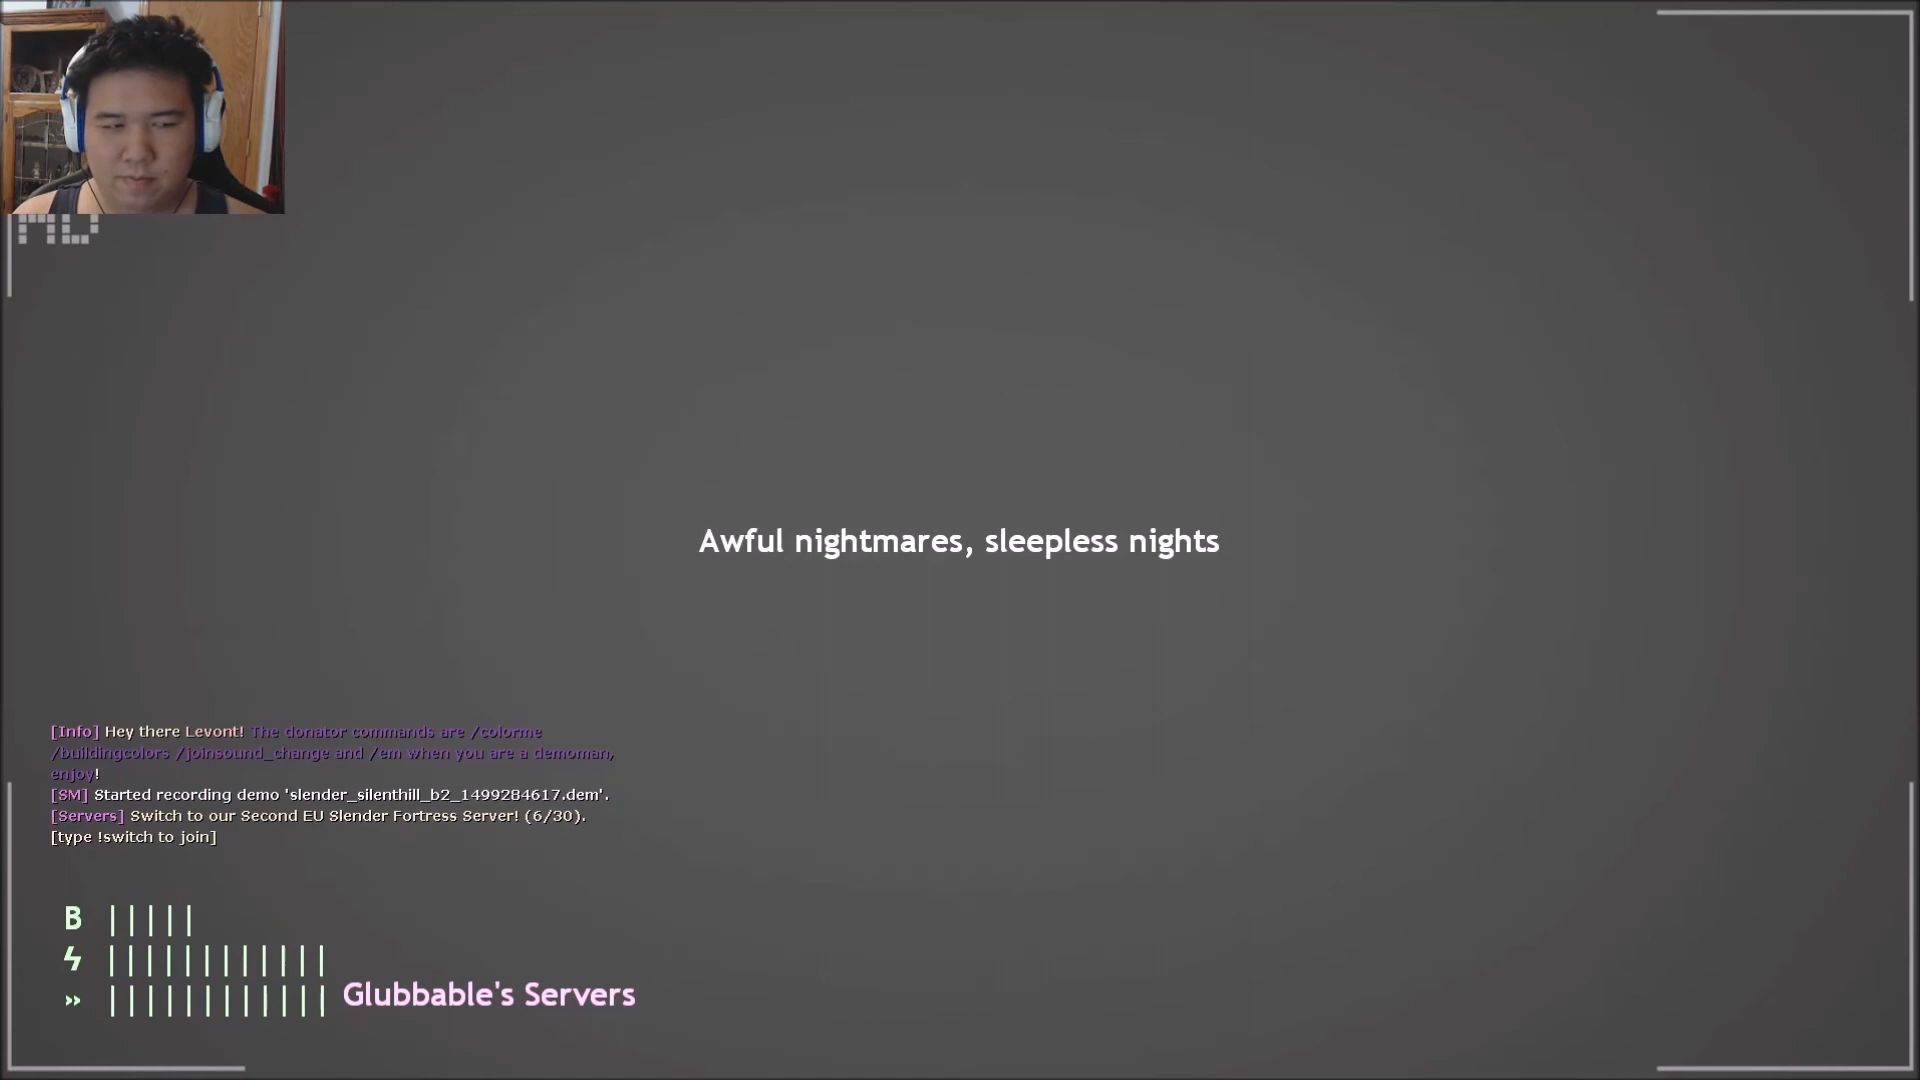 Awful nightmares, sleepless nights
[Info] Hey there Levont! The donator commands are /colorme
/buildingcolors /joinsound_change and /em when you are a demoman,
enjoy!
[SM] Started recording demo 'slender_silenthill_b2_1499284617.dem'.
[Servers] Switch to our Second EU Slender Fortress Server! (6/30).
[type !switch to join]
B | | | | |
ϟ | | | | | | | | | | | |
» | | | | | | | | | | | | Glubbable's Servers